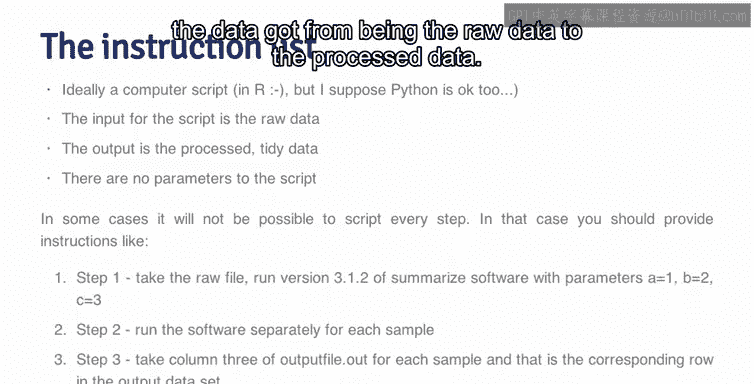 the data got from being the raw data to
the processed data.
The instruction list
· Ideally a computer script (in R :-), but I suppose Python is ok too...)
· The input for the script is the raw data
· The output is the processed, tidy data
· There are no parameters to the script
In some cases it will not be possible to script every step. In that case you should provide
instructions like:
1. Step 1 - take the raw file, run version 3.1.2 of summarize software with parameters a=1, b=2,
c=3
2. Step 2 - run the software separately for each sample
3. Step 3 - take column three of outputfile.out for each sample and that is the corresponding row
in the output data set